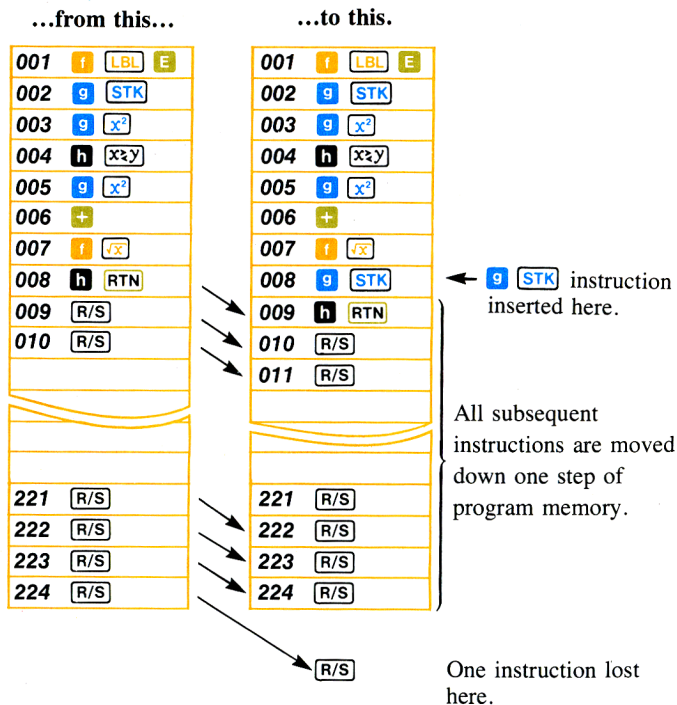 ...from this...
001 f LBL E
002 g STK
003 g x²
004 h x≷y
005 g x²
006 +
007 f √x
008 h RTN
009 R/S
010 R/S
221 R/S
222 R/S
223 R/S
224 R/S
...to this.
001 f LBL E
002 g STK
003 g x²
004 h x≷y
005 g x²
006 +
007 f √x
008 g STK
009 h RTN
010 R/S
011 R/S
221 R/S
222 R/S
223 R/S
224 R/S
R/S
g STK instruction
inserted here.
All subsequent
instructions are moved
down one step of
program memory.
One instruction lost
here.